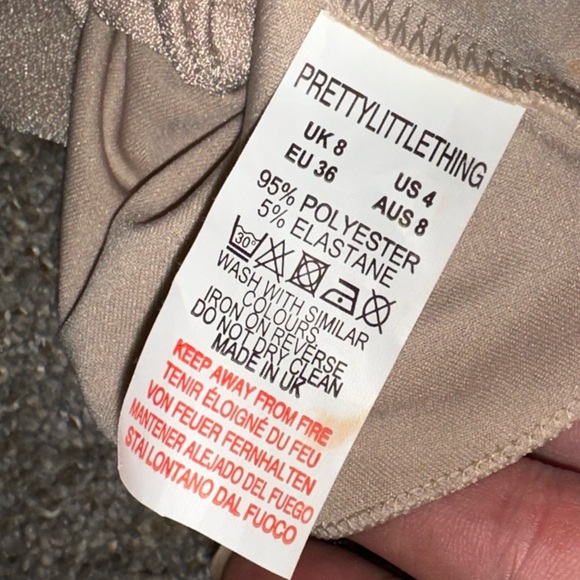 PRETTYLITTLETHING
UK 8 US 4
EU 36 AUS 8
95% POLYESTER
5% ELASTANE
30°
WASH WITH SIMILAR
COLOURS
IRON ON REVERSE
DO NOT DRY CLEAN
MADE IN UK
KEEP AWAY FROM FIRE
TENIR ÉLOIGNÉ DU FEU
VON FEUER FERNHALTEN
MANTENER ALEJADO DEL FUEGO
STAI LONTANO DAL FUOCO